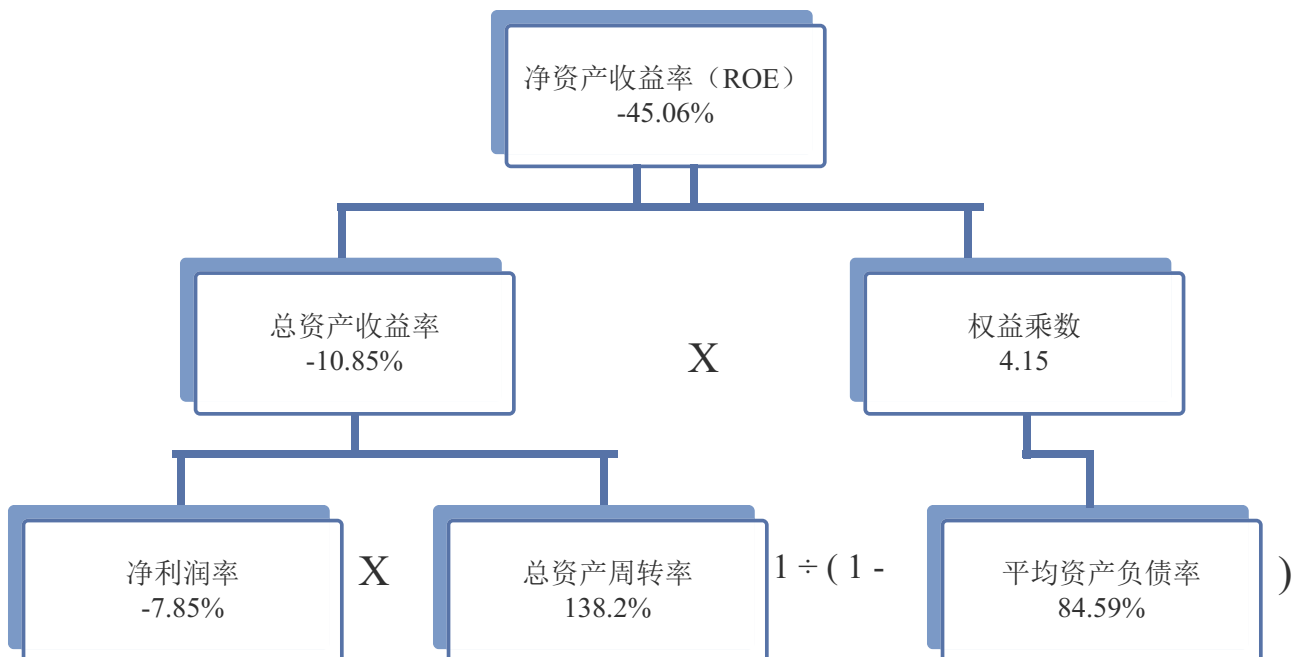 净资产收益率（ROE）
-45.06%
总资产收益率
-10.85%
X
权益乘数
4.15
净利润率
-7.85%
X
总资产周转率
138.2%
1 ÷ ( 1 -
平均资产负债率
84.59%
)